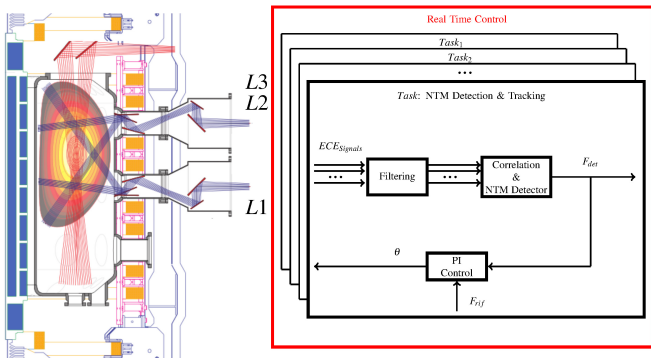 L3
L2
L1
Real Time Control
Task1
Task2
...
Task: NTM Detection & Tracking
ECESignals
Filtering
...
Correlation
&
NTM Detector
Fdet
θ
PI
Control
Frif